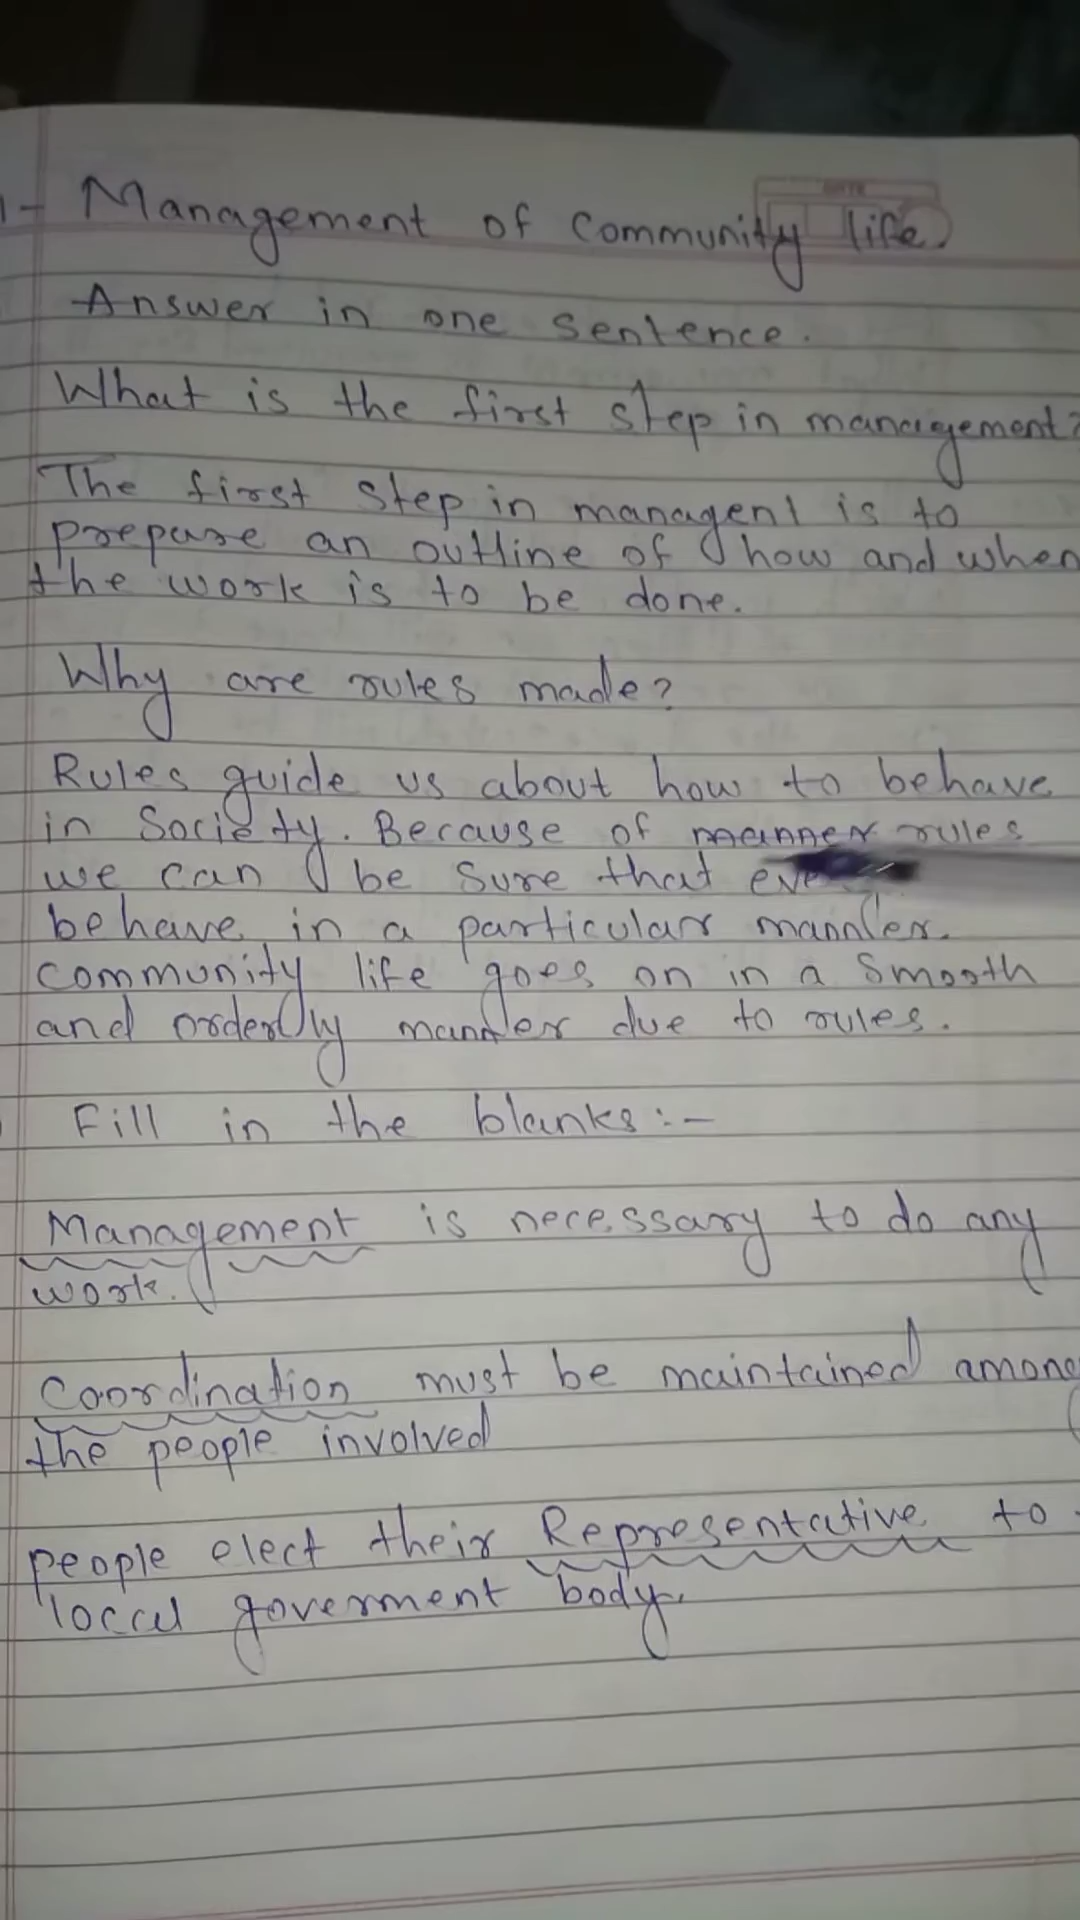 1- Management of Community life.
Answer in one sentence.
What is the first step in management?
The first step in managent is to
prepare an outline of how and when
the work is to be done.
Why are rules made?
Rules guide us about how to behave
in Society. Because of rules
we can be sure that
behave in a particular manner.
Community life goes on in a smooth
and orderly manner due to rules.
Fill in the blanks:-
Management is necessary to do any
work.
Coordination must be maintained among
the people involved
people elect their Representative to
local goverment body.